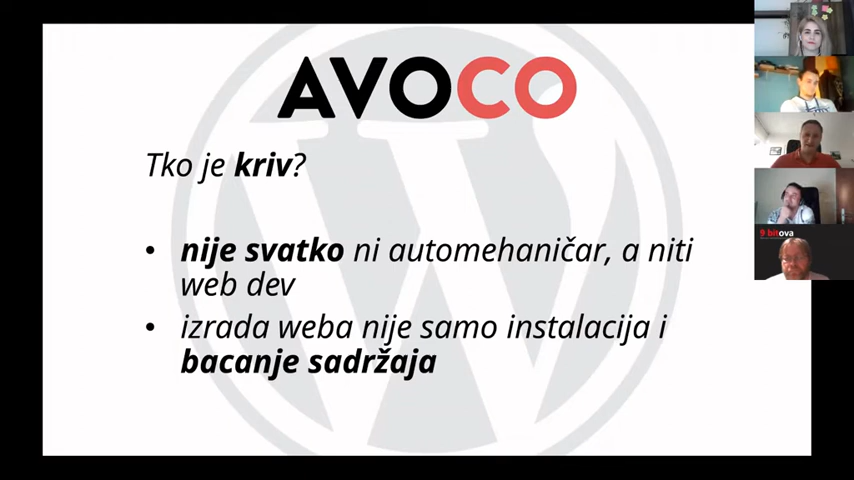 AVOCO
Tko je kriv?
• nije svatko ni automehaničar, a niti
web dev
• izrada weba nije samo instalacija i
bacanje sadržaja
9 bitova